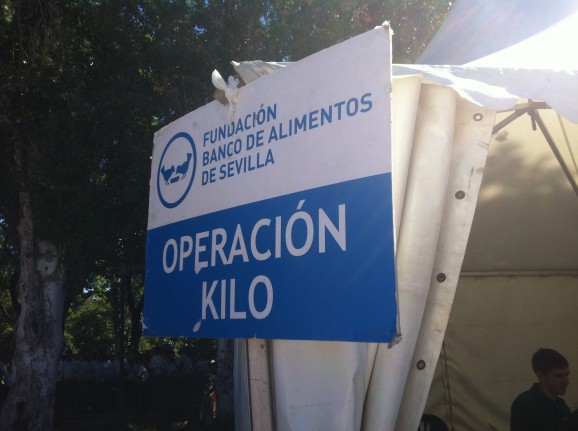 FUNDACIÓN
BANCO DE ALIMENTOS
DE SEVILLA
OPERACIÓN
KILO